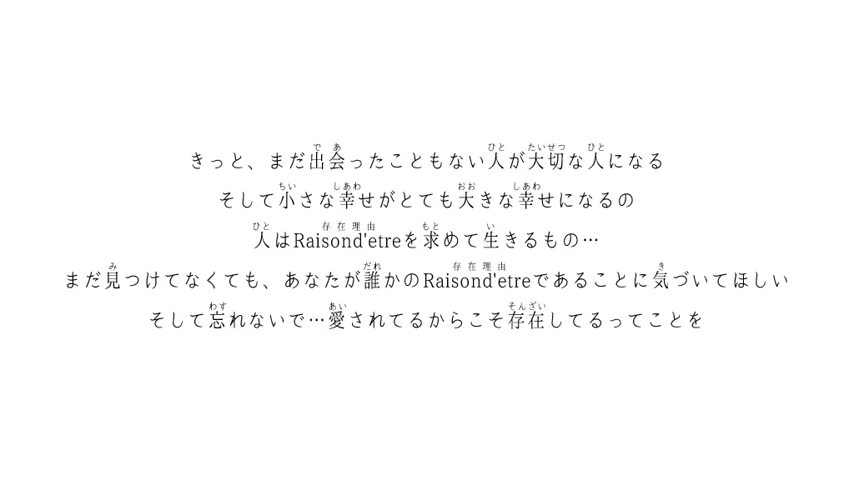 きっと、まだ出会ったこともない人が大切な人になる
そして小さな幸せがとても大きな幸せになるの
人はRaisond'etreを求めて生きるもの…
まだ見つけてなくても、あなたが誰かのRaisond'etreであることに気づいてほしい
そして忘れないで…愛されてるからこそ存在してるってことを